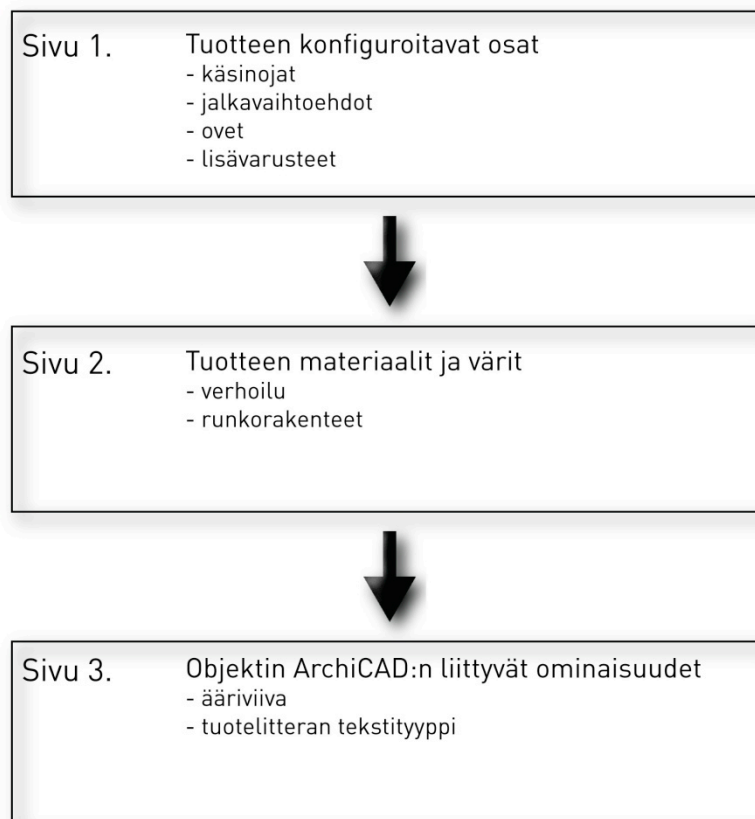 Sivu 1. Tuotteen konfiguroitavat osat
- käsinojat
- jalkavaihtoehdot
- ovet
- lisävarusteet
Sivu 2. Tuotteen materiaalit ja värit
- verhoilu
- runkorakenteet
Sivu 3. Objektin ArchiCAD:n liittyvät ominaisuudet
- ääriviiva
- tuotelitteran tekstityyppi